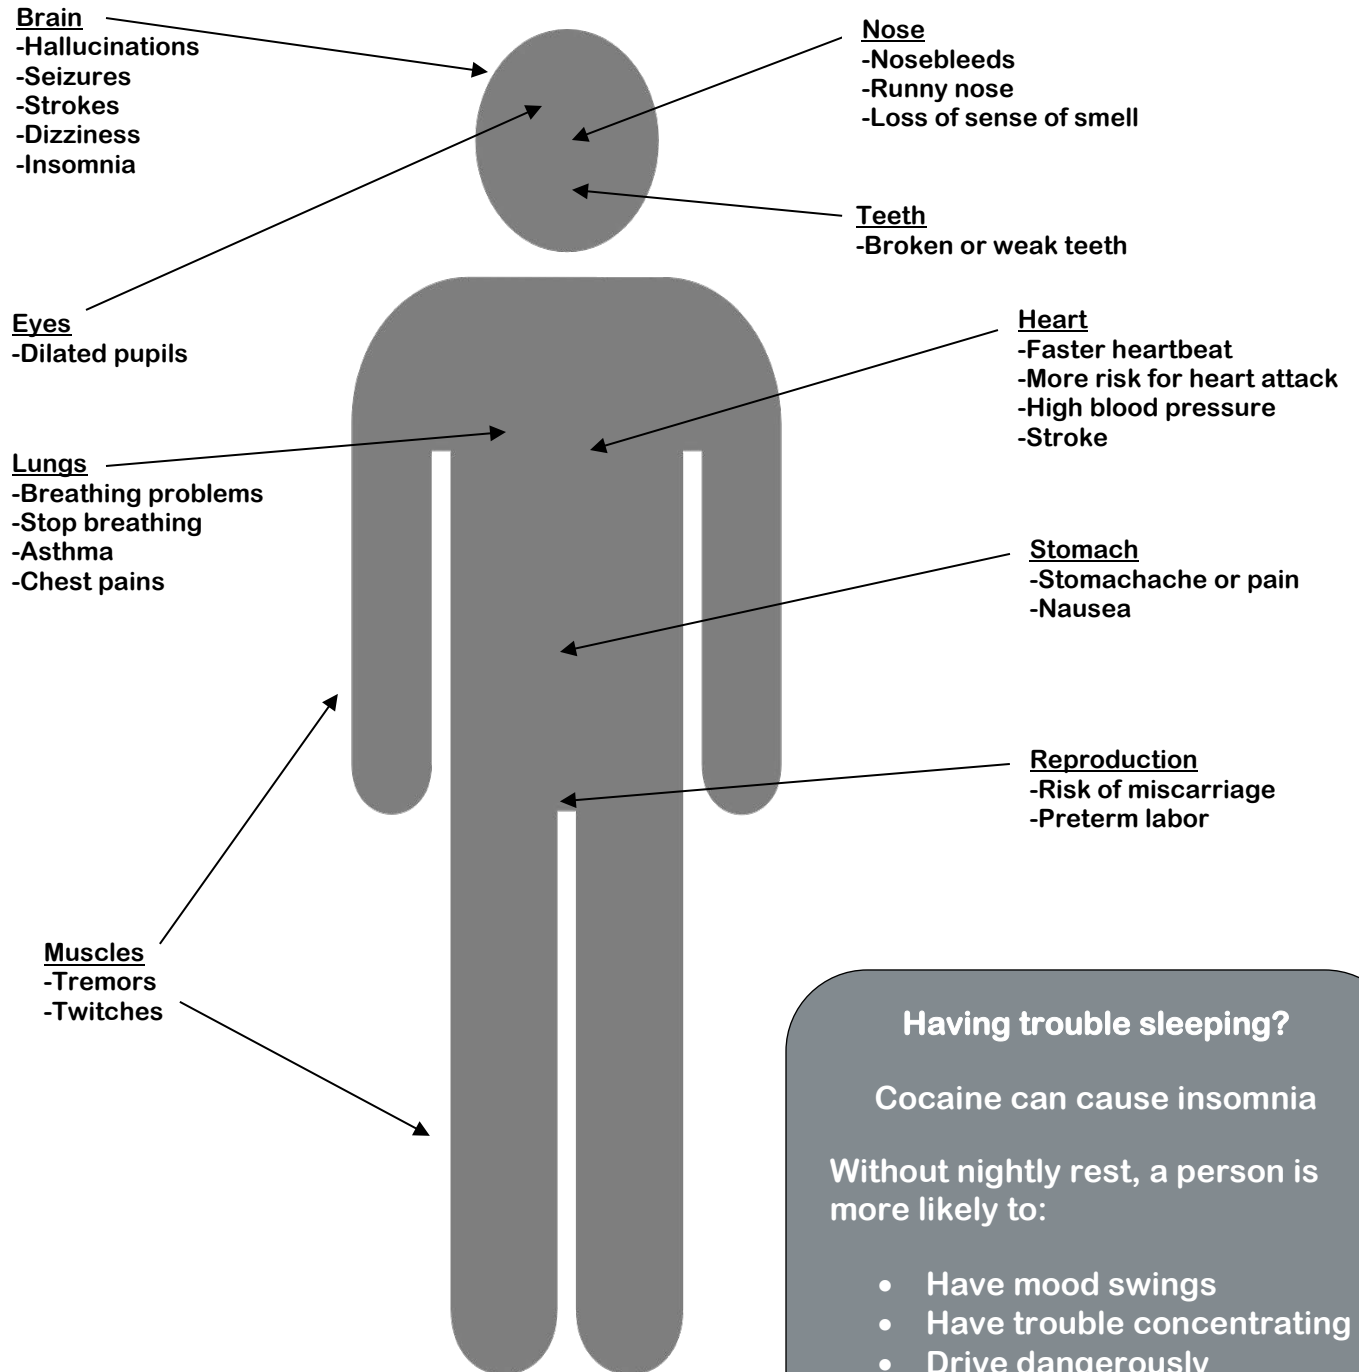 Brain
-Hallucinations
-Seizures
-Strokes
-Dizziness
-Insomnia
Nose
-Nosebleeds
-Runny nose
-Loss of sense of smell
Teeth
-Broken or weak teeth
Eyes
-Dilated pupils
Heart
-Faster heartbeat
-More risk for heart attack
-High blood pressure
-Stroke
Lungs
-Breathing problems
-Stop breathing
-Asthma
-Chest pains
Stomach
-Stomachache or pain
-Nausea
Reproduction
-Risk of miscarriage
-Preterm labor
Muscles
-Tremors
-Twitches
Having trouble sleeping?
Cocaine can cause insomnia
Without nightly rest, a person is
more likely to:
• Have mood swings
• Have trouble concentrating
• Drive dangerously